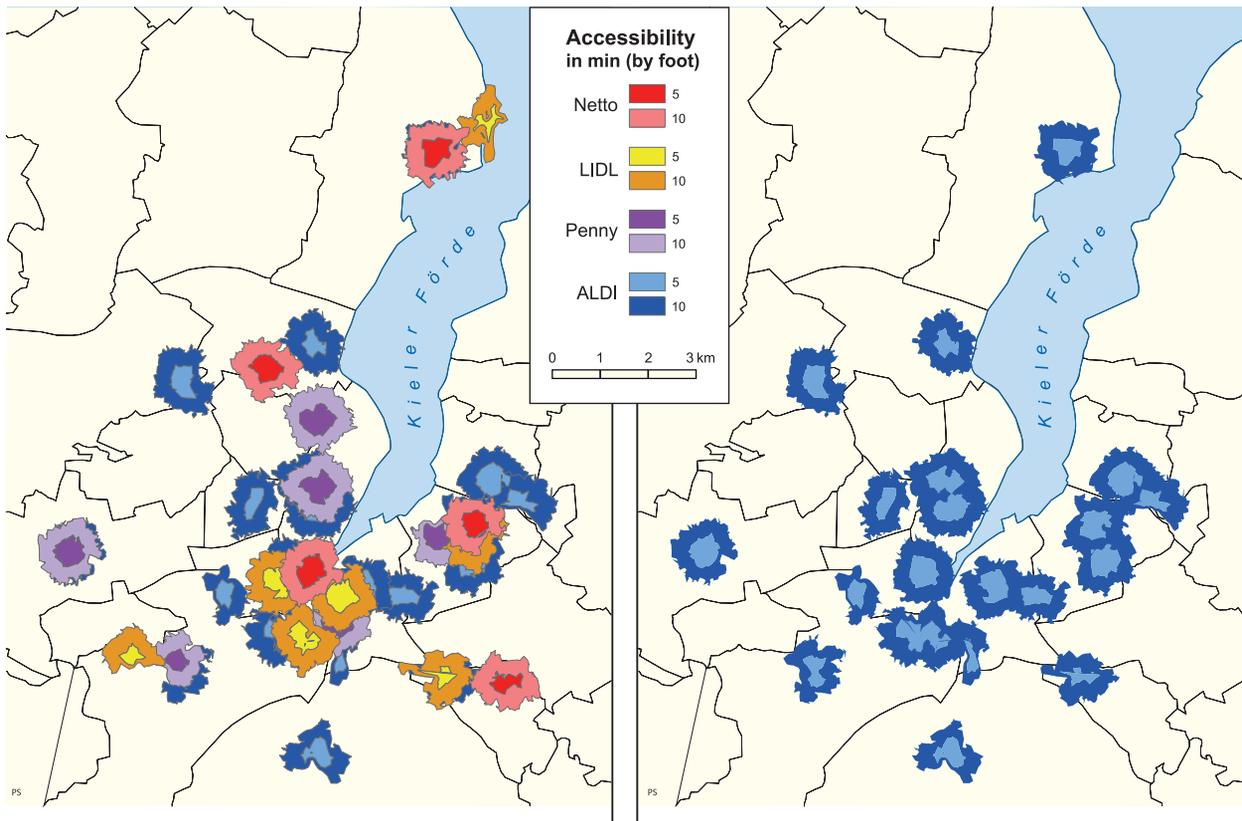 Accessibility
in min (by foot)
Netto 5
10
LIDL 5
10
Penny 5
10
ALDI 5
10
0 1 2 3 km
Kieler Förde
Kieler Förde
PS
PS